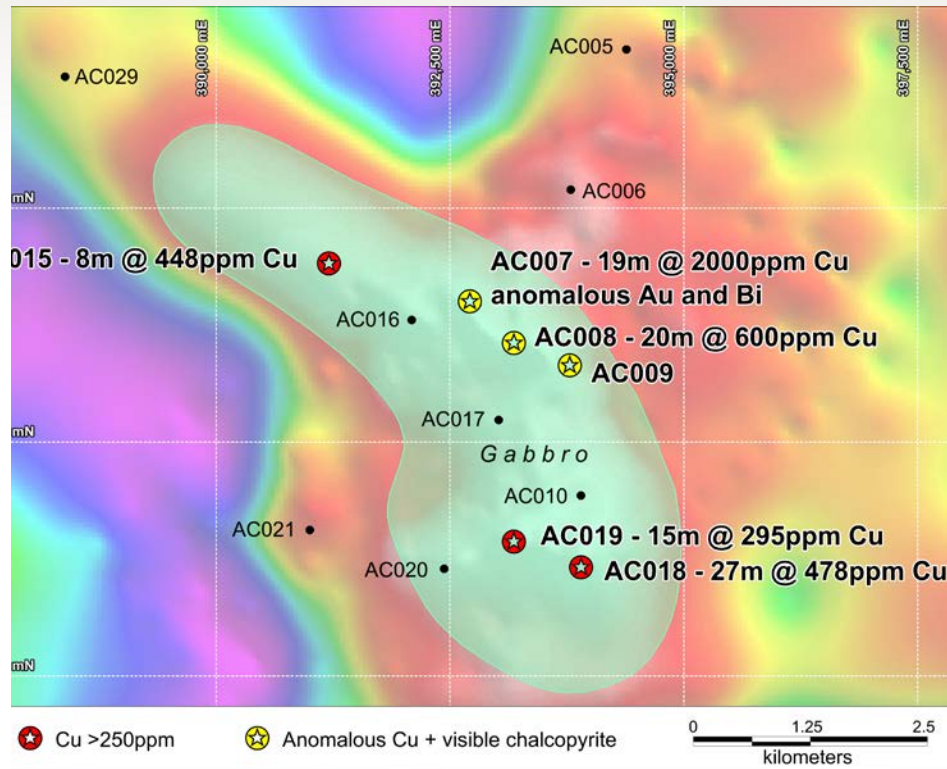 390,000 mE
392,500 mE
395,000 mE
397,500 mE
AC005
AC029
AC006
mN
015 - 8m @ 448ppm Cu
AC007 - 19m @ 2000ppm Cu
anomalous Au and Bi
AC016
AC008 - 20m @ 600ppm Cu
AC009
AC017
mN
Gabbro
AC010
AC021
AC019 - 15m @ 295ppm Cu
AC020
AC018 - 27m @ 478ppm Cu
mN
Cu >250ppm
Anomalous Cu + visible chalcopyrite
0 1.25 2.5
kilometers